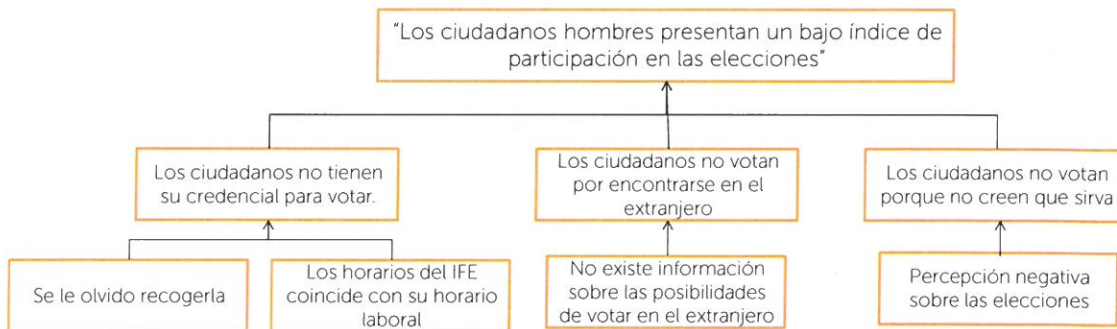 “Los ciudadanos hombres presentan un bajo índice de
participación en las elecciones”
Los ciudadanos no tienen
su credencial para votar.
Los ciudadanos no votan
por encontrarse en el
extranjero
Los ciudadanos no votan
porque no creen que sirva
Se le olvido recogerla
Los horarios del IFE
coincide con su horario
laboral
No existe información
sobre las posibilidades
de votar en el extranjero
Percepción negativa
sobre las elecciones